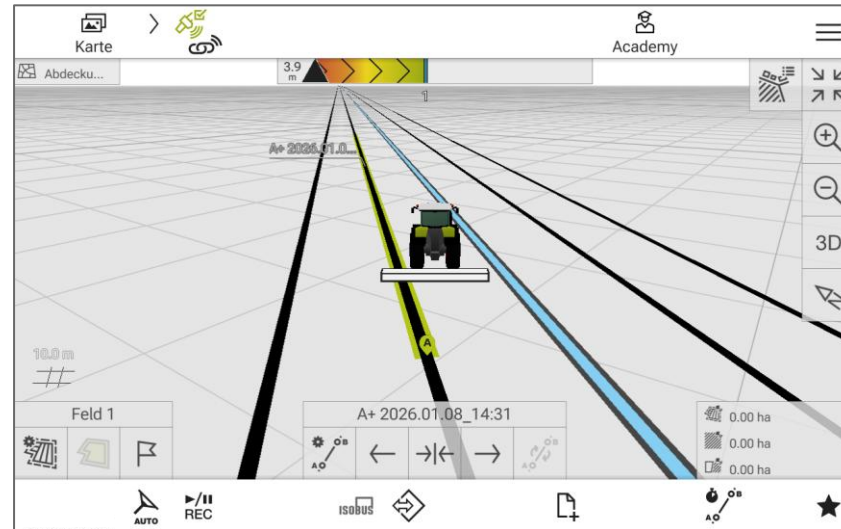 Karte
Academy
Abdecku...
3.9
m
1
A+ 2026.01.0...
3D
A
10.0 m
Feld 1
A+ 2026.01.08_14:31
A B
A B
0.00 ha
0.00 ha
0.00 ha
AUTO
REC
ISOBUS
A B